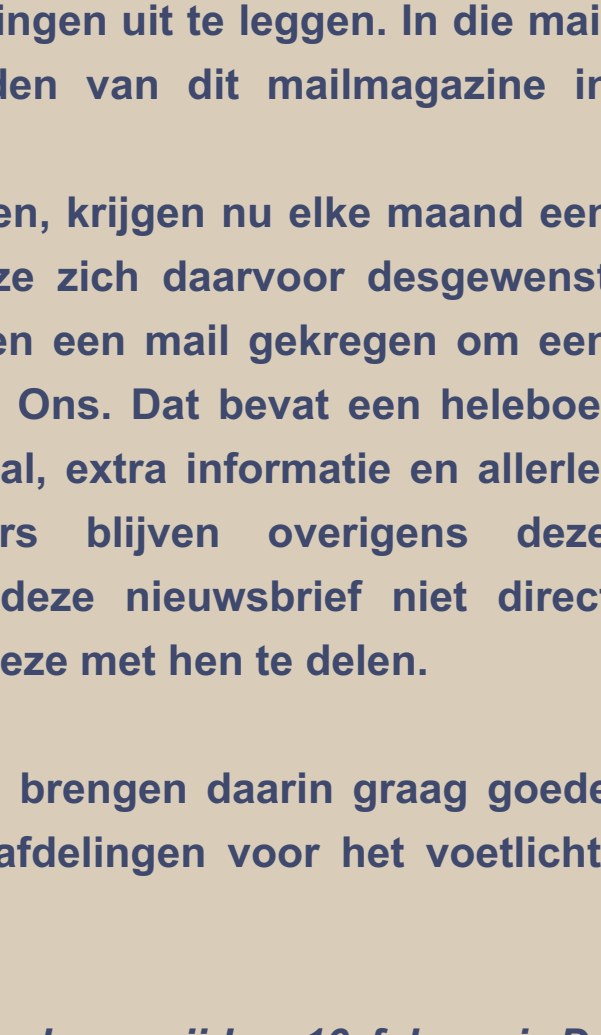 ingen uit te leggen. In die mai
den van dit mailmagazine in
en, krijgen nu elke maand een
ze zich daarvoor desgewenst
en een mail gekregen om een
Ons. Dat bevat een heleboe
al, extra informatie en allerle
rs blijven overigens deze
deze nieuwsbrief niet direct
eze met hen te delen.
brengen daarin graag goede
afdelingen voor het voetlicht